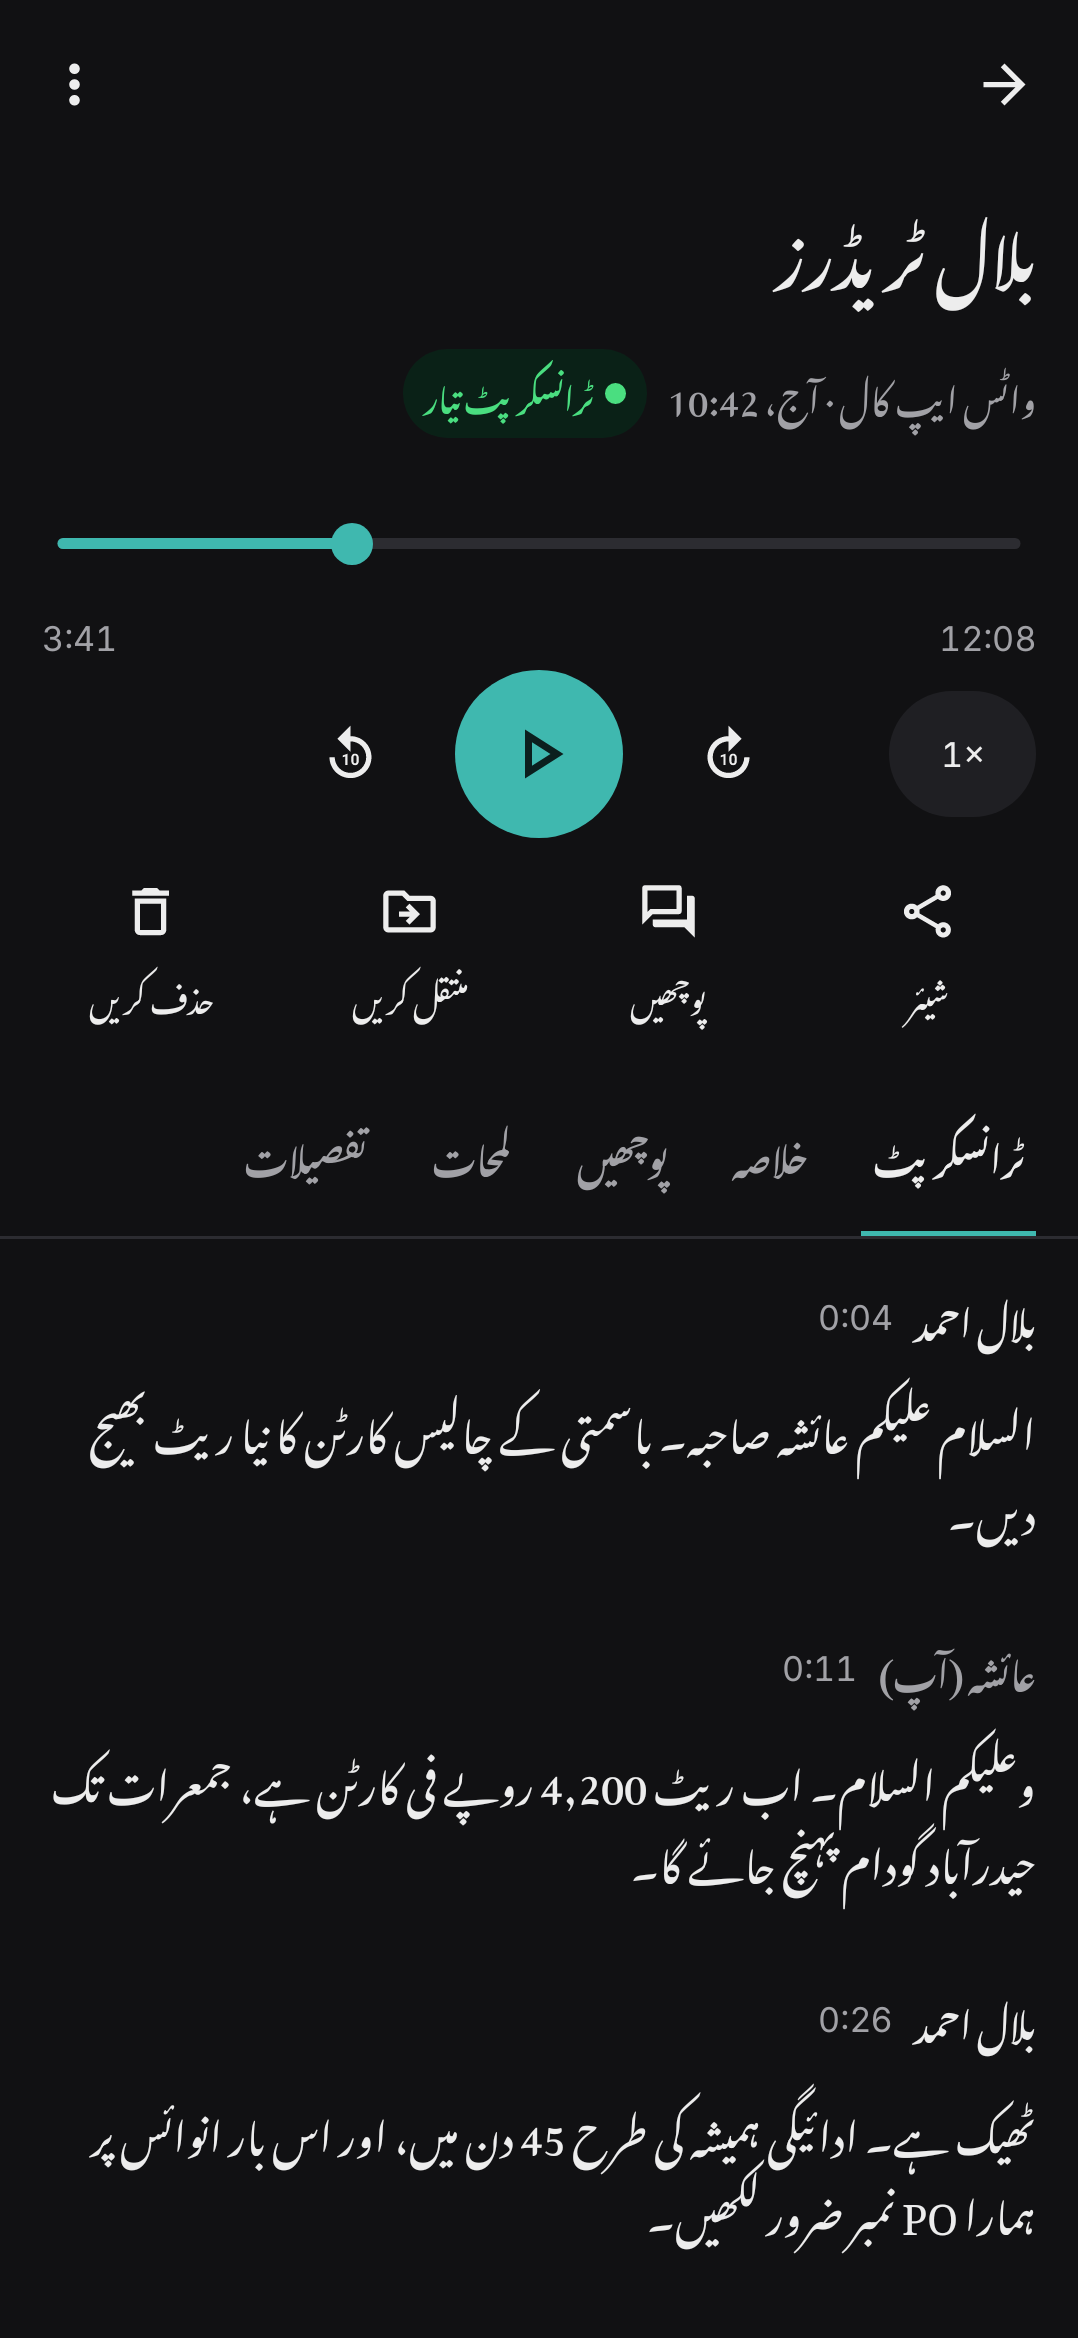 بلال ٹریڈرز
واٹس ایپ کال · آج، 10:42
ٹرانسکرپٹ تیار
3:41
12:08
10
10
1×
شیئر
پوچھیں
منتقل کریں
حذف کریں
ٹرانسکرپٹ
خلاصہ
پوچھیں
لمحات
تفصیلات
بلال احمد 0:04
السلام علیکم عائشہ صاحبہ۔ باسمتی کے چالیس کارٹن کا نیا ریٹ بھیج
دیں۔
عائشہ (آپ) 0:11
وعلیکم السلام۔ اب ریٹ 4,200 روپے فی کارٹن ہے، جمعرات تک
حیدرآباد گودام پہنچ جائے گا۔
بلال احمد 0:26
ٹھیک ہے۔ ادائیگی ہمیشہ کی طرح 45 دن میں، اور اس بار انوائس پر
ہمارا PO نمبر ضرور لکھیں۔